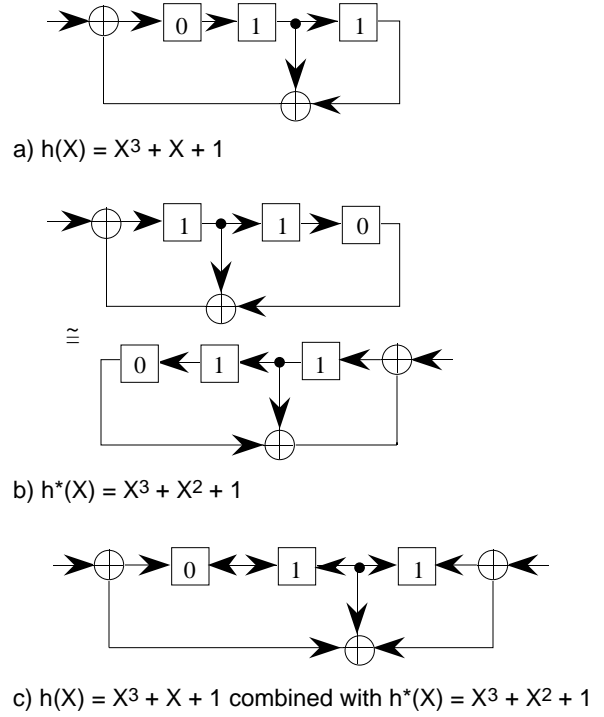 0 1 1
a) h(X) = X³ + X + 1
1 1 0
≅
0 1 1
b) h*(X) = X³ + X² + 1
0 1 1
c) h(X) = X³ + X + 1 combined with h*(X) = X³ + X² + 1